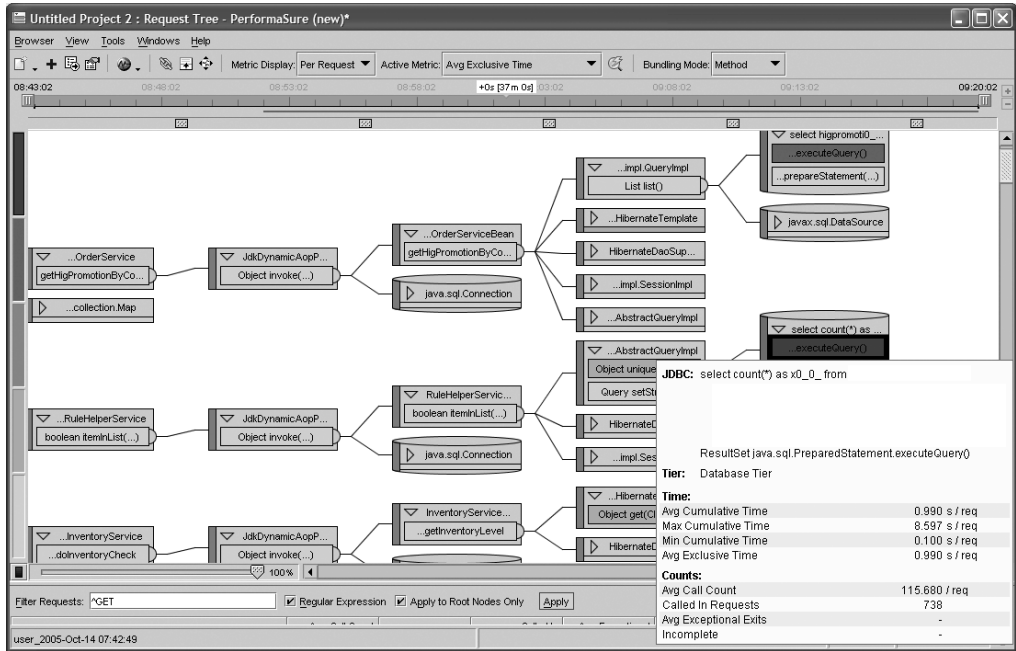 Untitled Project 2 : Request Tree - PerformaSure (new)*
Browser View Tools Windows Help
Metric Display: Per Request Active Metric: Avg Exclusive Time Bundling Mode: Method
08:43:02 08:48:02 08:53:02 08:58:02 +0s [37m 0s] 03:02 09:08:02 09:13:02 09:20:02
select higpromoti0_...
...executeQuery()
...prepareStatement(...)
javax.sql.DataSource
...impl.QueryImpl
List list()
...HibernateTemplate
HibernateDaoSup...
...impl.SessionImpl
...AbstractQueryImpl
...OrderServiceBean
getHigPromotionByCo...
java.sql.Connection
JdkDynamicAopP...
Object invoke(...)
...OrderService
getHigPromotionByCo...
...collection.Map
select count(*) as ...
...executeQuery()
...AbstractQueryImpl
Object unique
Query setStr
HibernateD
...impl.Ses
RuleHelperServic...
boolean itemInList(...)
java.sql.Connection
JdkDynamicAopP...
Object invoke(...)
...RuleHelperService
boolean itemInList(...)
...Hibernate
Object get(Cl
HibernateD
InventoryService...
...getInventoryLevel
JdkDynamicAopP...
Object invoke(...)
...InventoryService
...doInventoryCheck
JDBC: select count(*) as x0_0_ from
ResultSet java.sql.PreparedStatement.executeQuery()
Tier: Database Tier
Time:
Avg Cumulative Time 0.990 s / req
Max Cumulative Time 8.597 s / req
Min Cumulative Time 0.100 s / req
Avg Exclusive Time 0.990 s / req
Counts:
Avg Call Count 115.680 / req
Called In Requests 738
Avg Exceptional Exits -
Incomplete -
100%
Filter Requests: ^GET Regular Expression Apply to Root Nodes Only Apply
user_2005-Oct-14 07:42:49